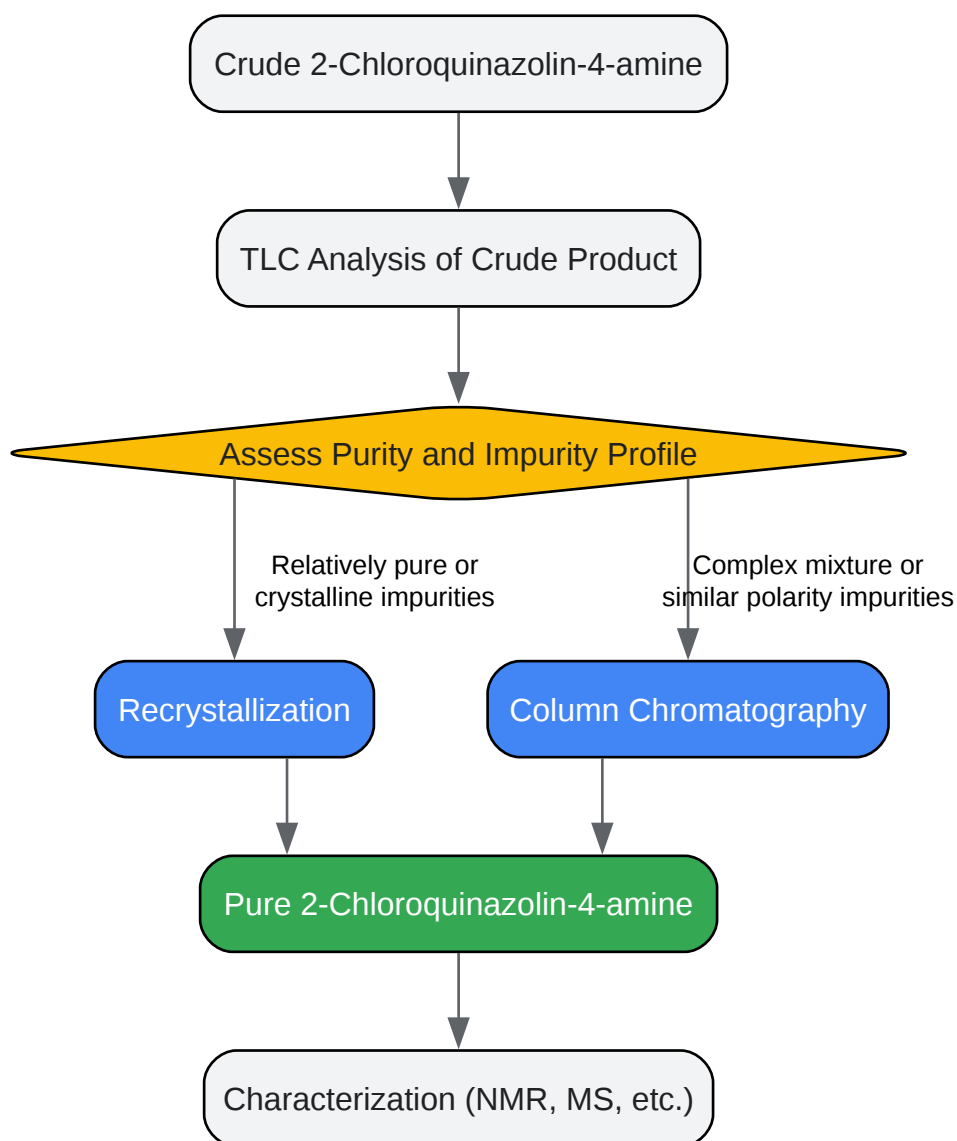 Crude 2-Chloroquinazolin-4-amine
TLC Analysis of Crude Product
Assess Purity and Impurity Profile
Relatively pure or
crystalline impurities
Complex mixture or
similar polarity impurities
Recrystallization
Column Chromatography
Pure 2-Chloroquinazolin-4-amine
Characterization (NMR, MS, etc.)